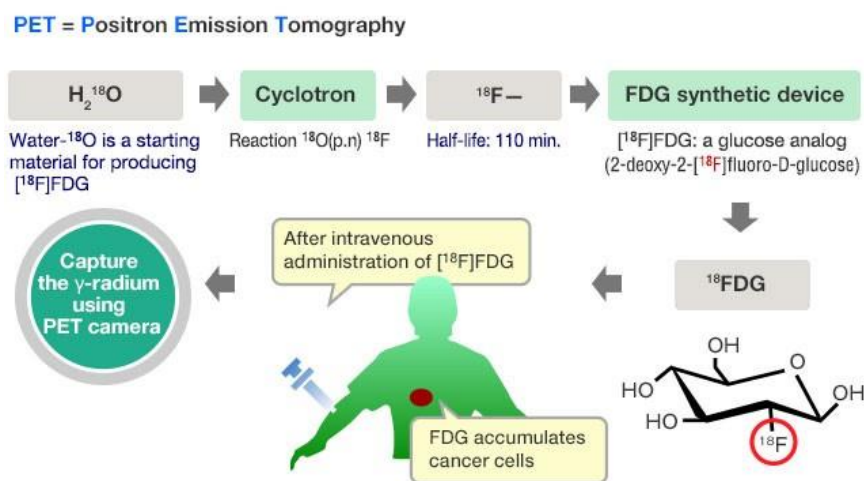 PET = Positron Emission Tomography
H₂¹⁸O
Cyclotron
¹⁸F—
FDG synthetic device
Water-¹⁸O is a starting
material for producing
[¹⁸F]FDG
Reaction ¹⁸O(p.n) ¹⁸F
Half-life: 110 min.
[¹⁸F]FDG: a glucose analog
(2-deoxy-2-[¹⁸F]fluoro-D-glucose)
¹⁸FDG
After intravenous
administration of [¹⁸F]FDG
Capture
the γ-radium
using
PET camera
FDG accumulates
cancer cells
OH
O
HO
OH
HO
¹⁸F